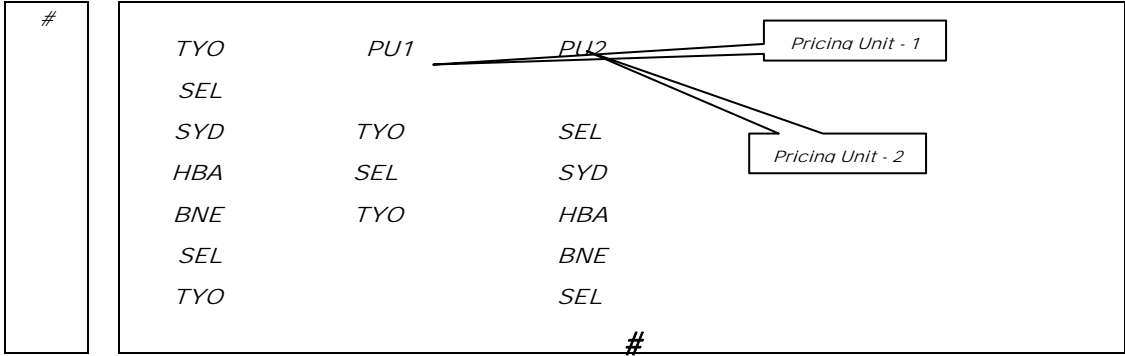 #
TYO PU1 PU2 Pricing Unit - 1
SEL
SYD TYO SEL
Pricing Unit - 2
HBA SEL SYD
BNE TYO HBA
SEL BNE
TYO SEL
#